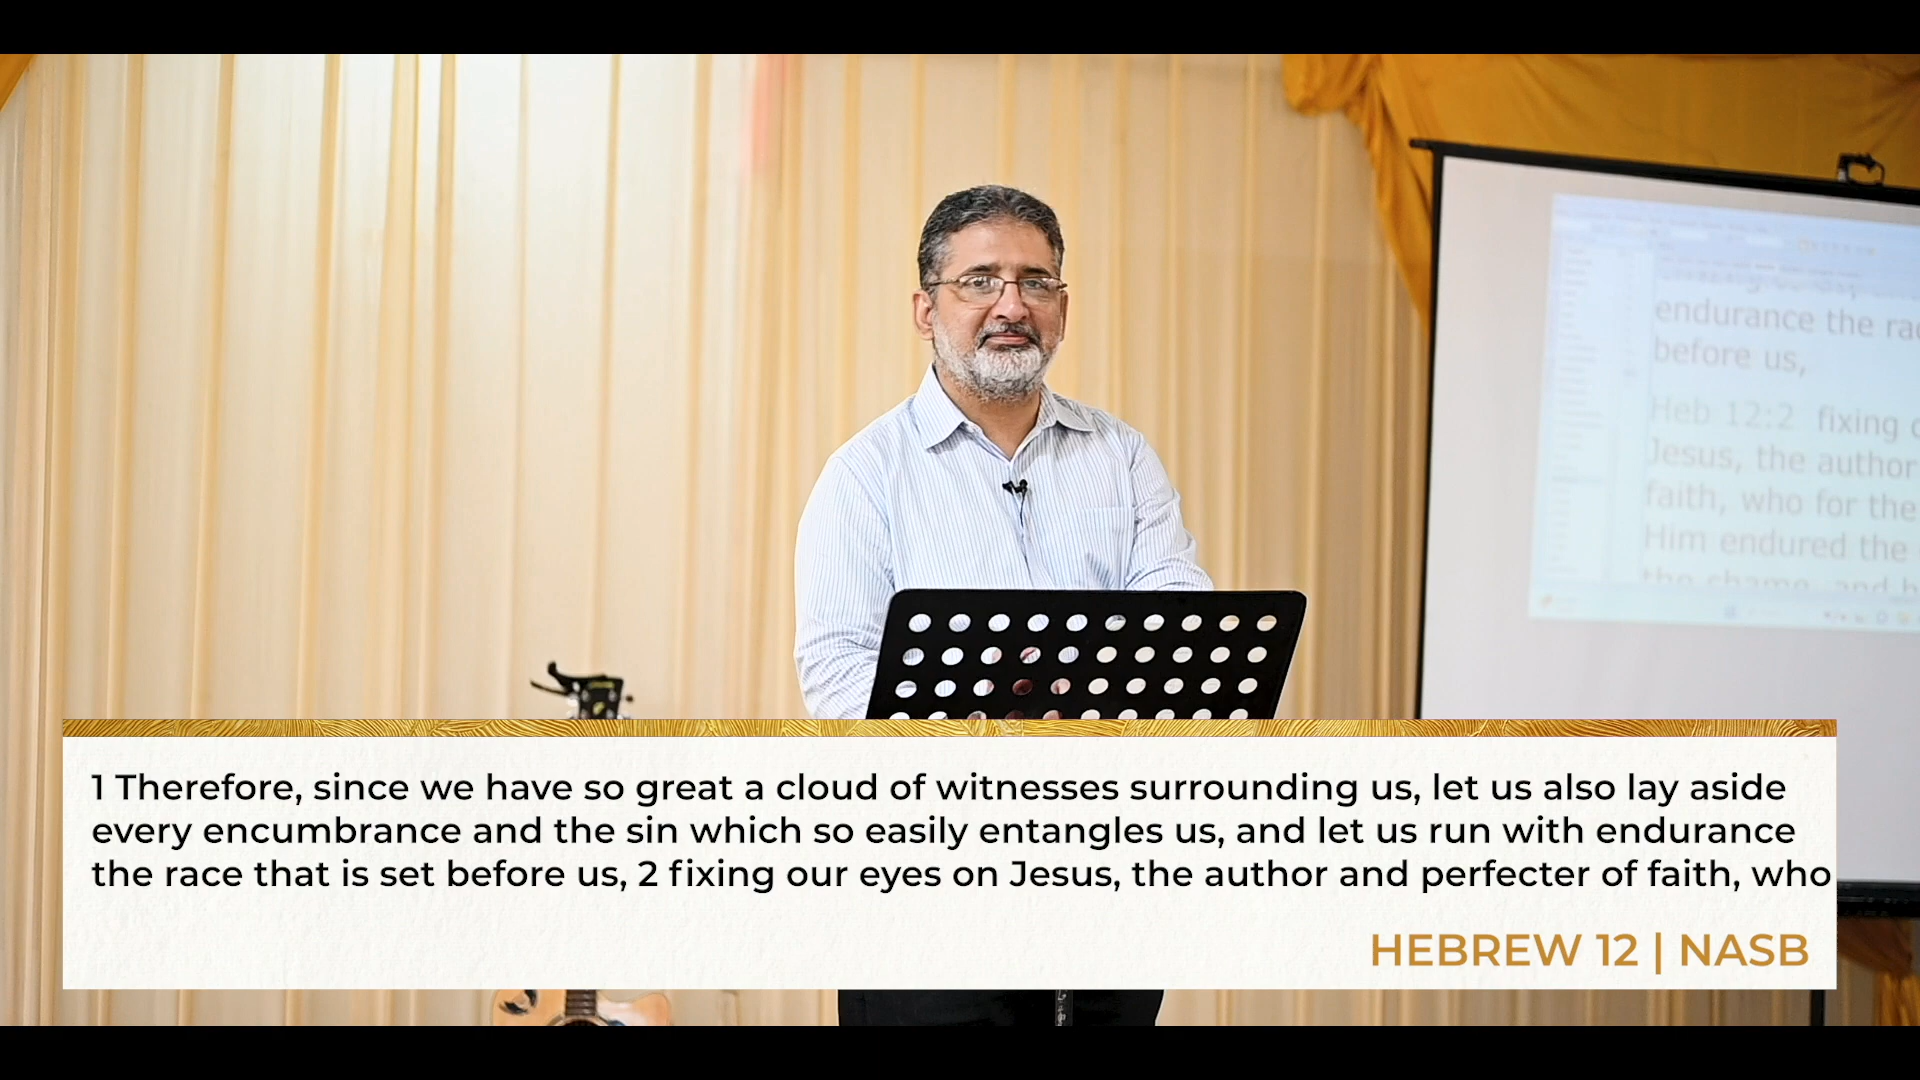 endurance the
before us,
Heb 12:2 fixing
Jesus, the author
faith, who for the
Him endured the
1 Therefore, since we have so great a cloud of witnesses surrounding us, let us also lay aside
every encumbrance and the sin which so easily entangles us, and let us run with endurance
the race that is set before us, 2 fixing our eyes on Jesus, the author and perfecter of faith, who
HEBREW 12 | NASB